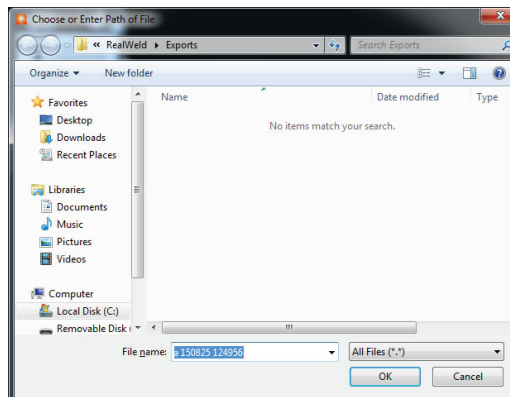 Choose or Enter Path of File
« RealWeld Exports
Search Exports
Organize
New folder
Name
Date modified
Type
No items match your search.
Favorites
Desktop
Downloads
Recent Places
Libraries
Documents
Music
Pictures
Videos
Computer
Local Disk (C:)
Removable Disk
File name:
a 150825 124956
All Files (*.*)
OK
Cancel